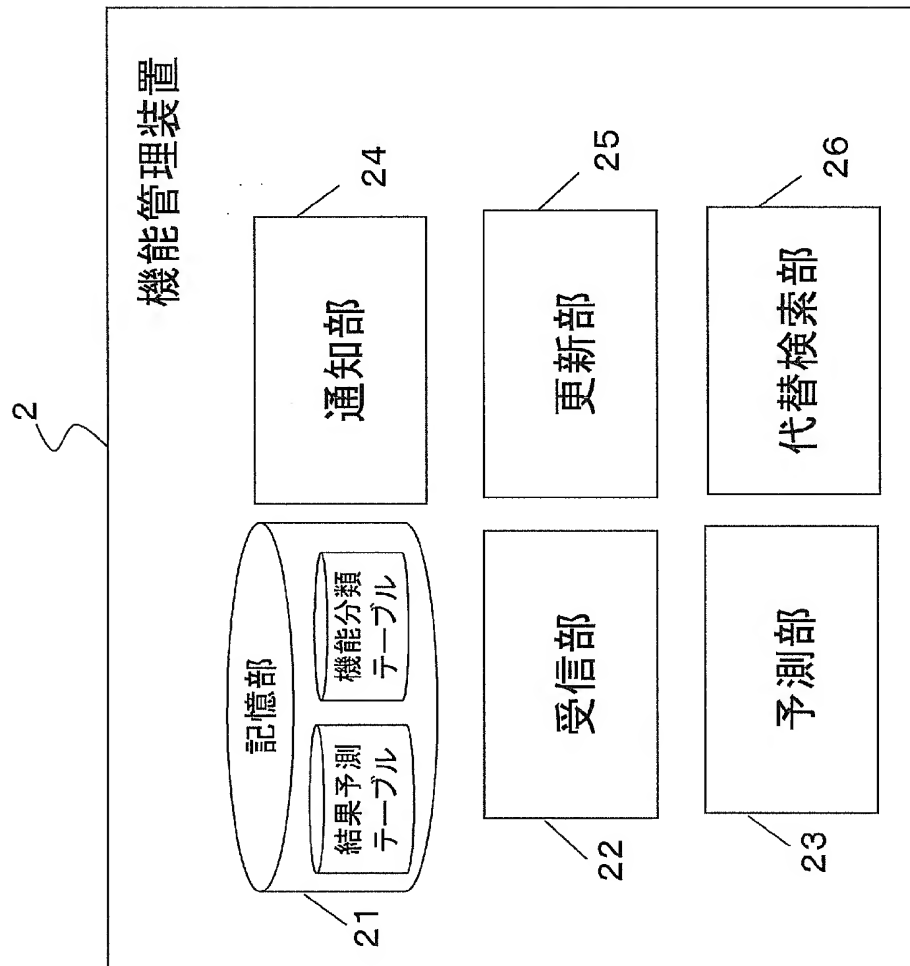 2
機能管理装置
記憶部
結果予測
テーブル
機能分類
テーブル
21
通知部
24
受信部
22
更新部
25
予測部
23
代替検索部
26